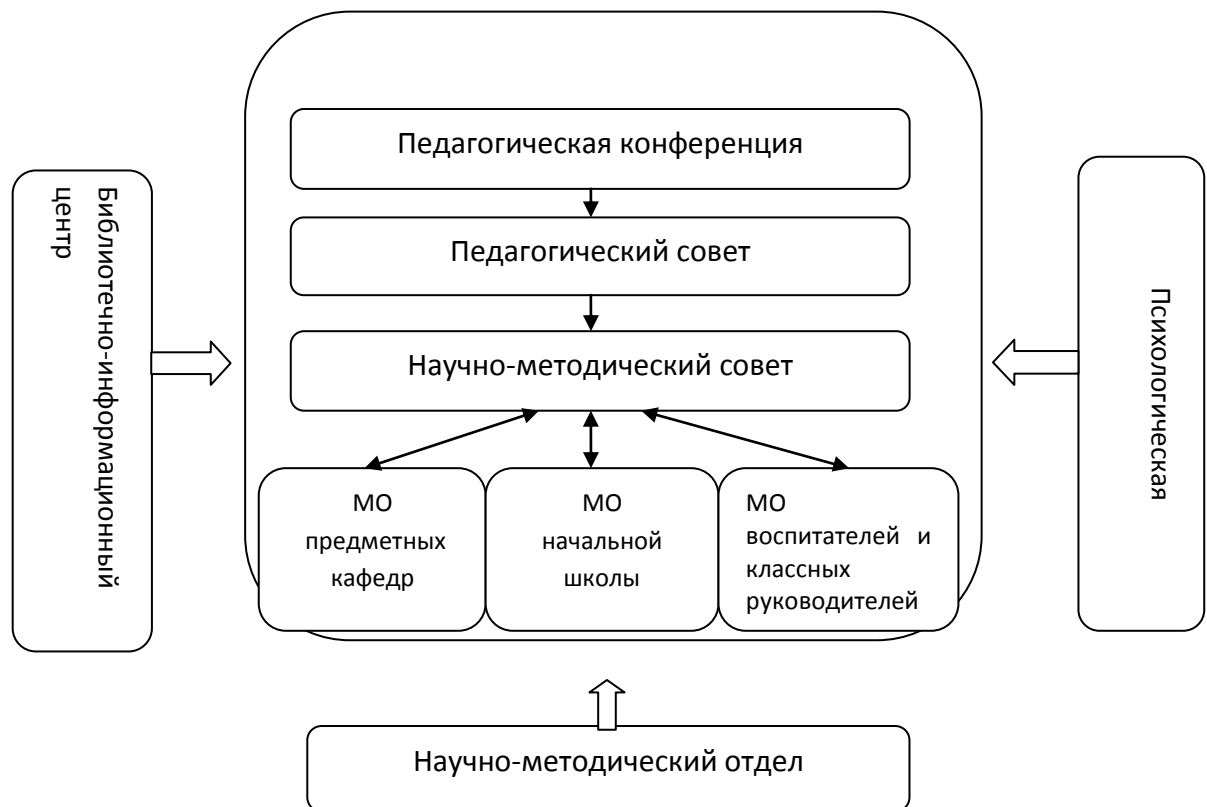 Педагогическая конференция
Библиотечно-информационный
центр
Педагогический совет
Психологическая
Научно-методический совет
МО
предметных
кафедр
МО
начальной
школы
МО
воспитателей и
классных
руководителей
Научно-методический отдел